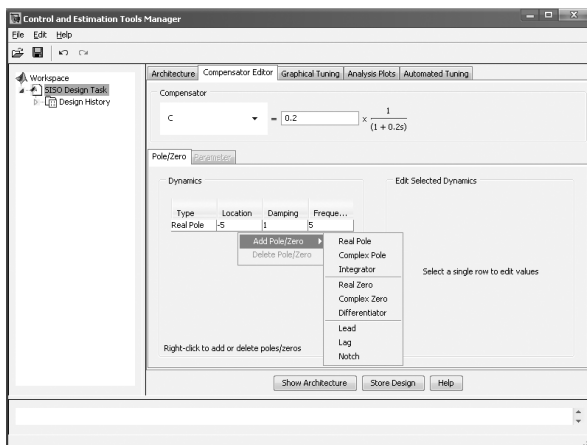 Control and Estimation Tools Manager
File Edit Help
Workspace
SISO Design Task
Design History
Architecture Compensator Editor Graphical Tuning Analysis Plots Automated Tuning
Compensator
C = 0.2 x 1
(1 + 0.2s)
Pole/Zero Parameter
Dynamics
Edit Selected Dynamics
Type Location Damping Freque...
Real Pole -5 1 5
Add Pole/Zero
Delete Pole/Zero
Real Pole
Complex Pole
Integrator
Real Zero
Complex Zero
Differentiator
Lead
Lag
Notch
Select a single row to edit values
Right-click to add or delete poles/zeros
Show Architecture Store Design Help